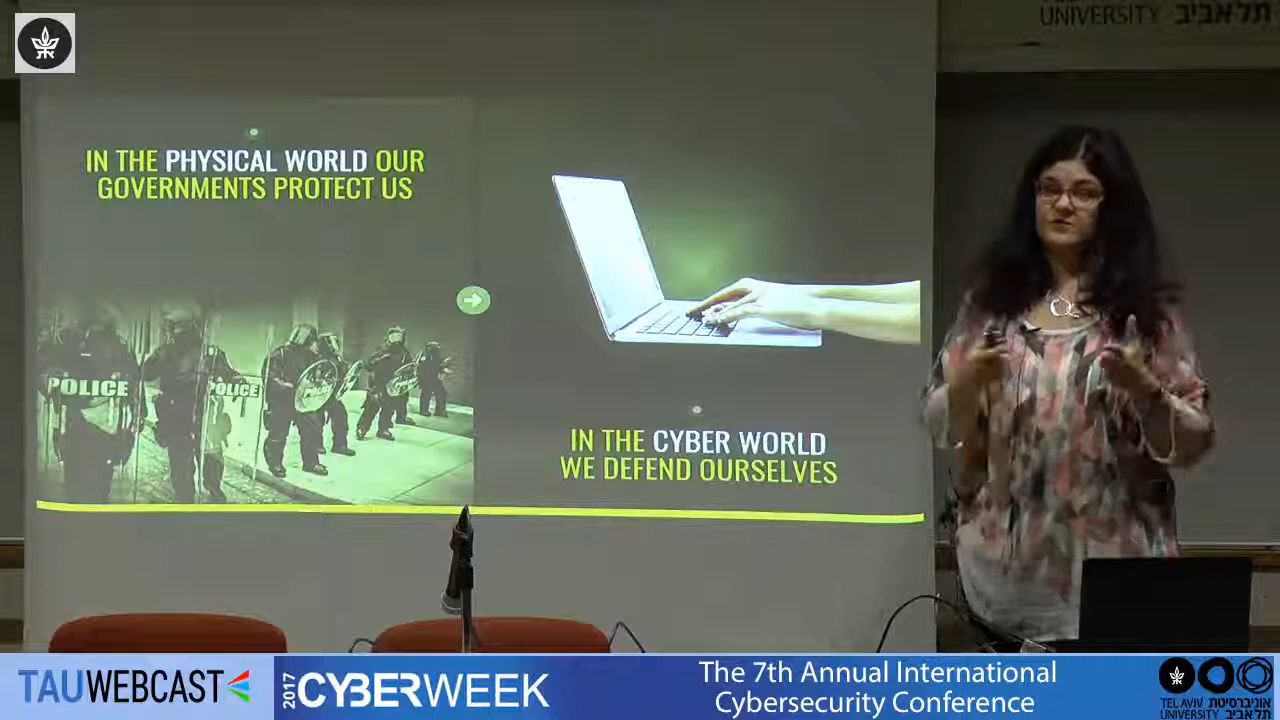 UNIVERSITY תל אביב
IN THE PHYSICAL WORLD OUR
GOVERNMENTS PROTECT US
POLICE
POLICE
IN THE CYBER WORLD
WE DEFEND OURSELVES
TAUWEBCAST
2017 CYBERWEEK
The 7th Annual International
Cybersecurity Conference
TEL AVIV אוניברסיטת
UNIVERSITY תל אביב